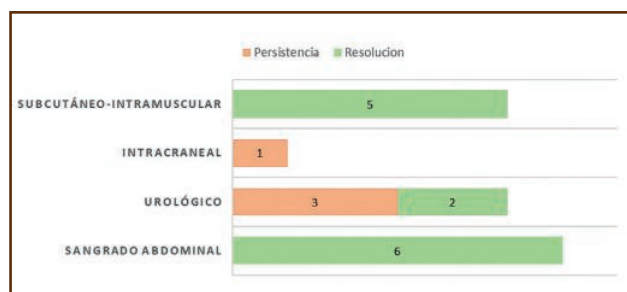 Persistencia Resolucion
SUBCUTÁNEO-INTRAMUSCULAR 5
INTRACRANEAL 1
UROLÓGICO 3 2
SANGRADO ABDOMINAL 6